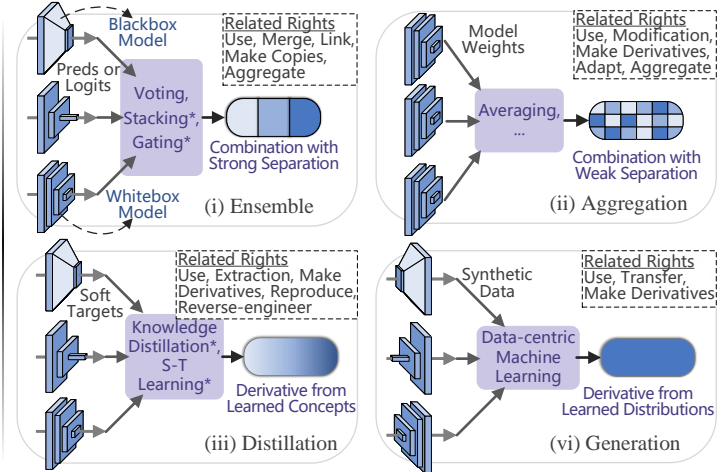 Blackbox
Model
Preds or
Logits
Related Rights
Use, Merge, Link,
Make Copies,
Aggregate
Voting,
Stacking*,
Gating*
Combination with
Strong Separation
Whitebox
Model
(i) Ensemble
Model
Weights
Related Rights
Use, Modification,
Make Derivatives,
Adapt, Aggregate
Averaging,
...
Combination with
Weak Separation
(ii) Aggregation
Soft
Targets
Related Rights
Use, Extraction, Make
Derivatives, Reproduce,
Reverse-engineer
Knowledge
Distillation*,
S-T
Learning*
Derivative from
Learned Concepts
(iii) Distillation
Synthetic
Data
Related Rights
Use, Transfer,
Make Derivatives
Data-centric
Machine
Learning
Derivative from
Learned Distributions
(vi) Generation